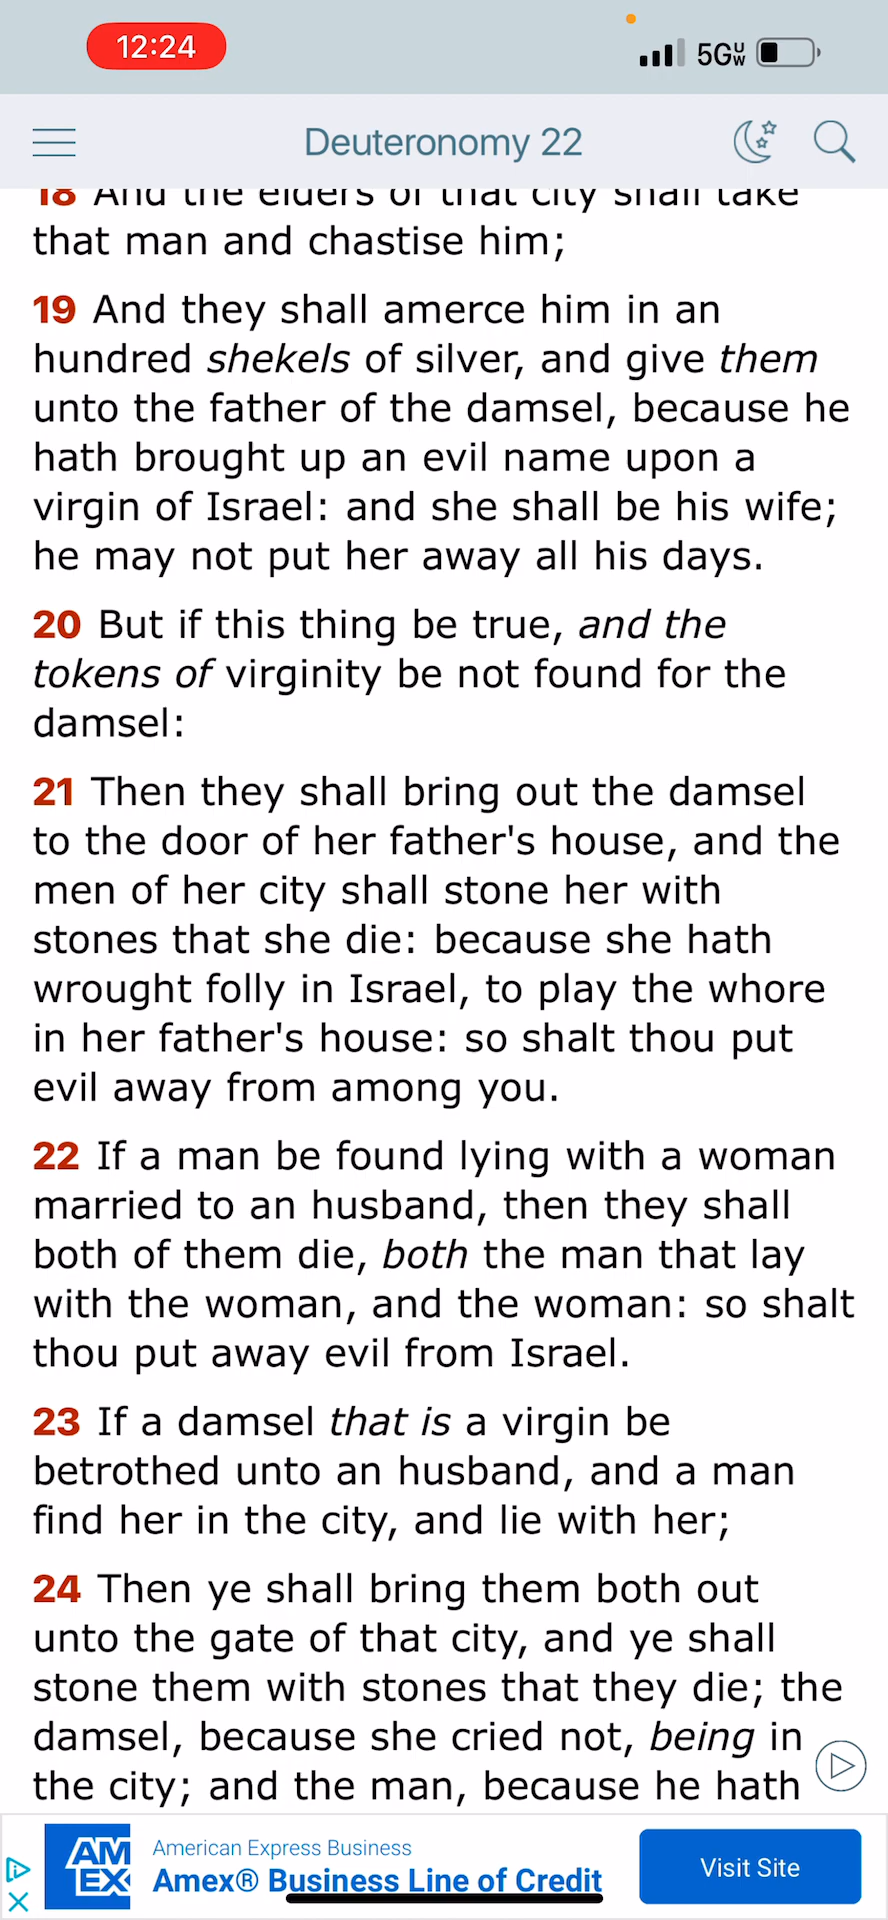 12:24
5GUW
Deuteronomy 22
18 And the elders of that city shall take
that man and chastise him;
19 And they shall amerce him in an
hundred shekels of silver, and give them
unto the father of the damsel, because he
hath brought up an evil name upon a
virgin of Israel: and she shall be his wife;
he may not put her away all his days.
20 But if this thing be true, and the
tokens of virginity be not found for the
damsel:
21 Then they shall bring out the damsel
to the door of her father's house, and the
men of her city shall stone her with
stones that she die: because she hath
wrought folly in Israel, to play the whore
in her father's house: so shalt thou put
evil away from among you.
22 If a man be found lying with a woman
married to an husband, then they shall
both of them die, both the man that lay
with the woman, and the woman: so shalt
thou put away evil from Israel.
23 If a damsel that is a virgin be
betrothed unto an husband, and a man
find her in the city, and lie with her;
24 Then ye shall bring them both out
unto the gate of that city, and ye shall
stone them with stones that they die; the
damsel, because she cried not, being in
the city; and the man, because he hath
AM
EX
American Express Business
Amex® Business Line of Credit
Visit Site